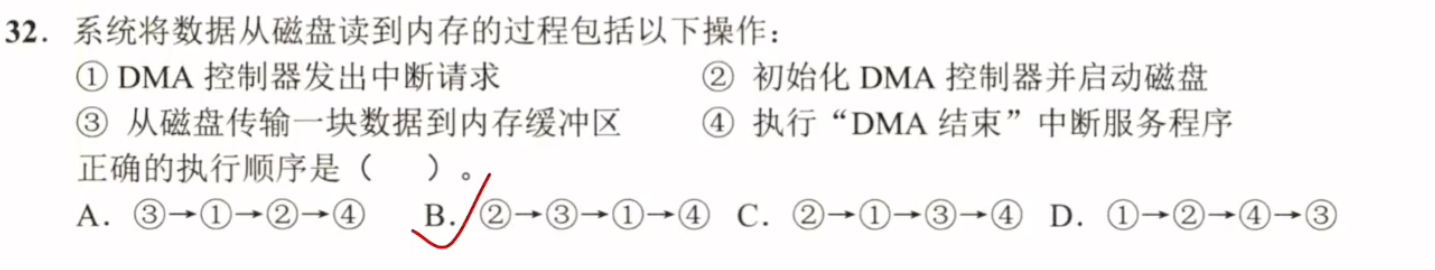 32. 系统将数据从磁盘读到内存的过程包括以下操作：
① DMA 控制器发出中断请求 ② 初始化 DMA 控制器并启动磁盘
③ 从磁盘传输一块数据到内存缓冲区 ④ 执行“DMA 结束”中断服务程序
正确的执行顺序是（ ）。
A. ③→①→②→④ B. ②→③→①→④ C. ②→①→③→④ D. ①→②→④→③